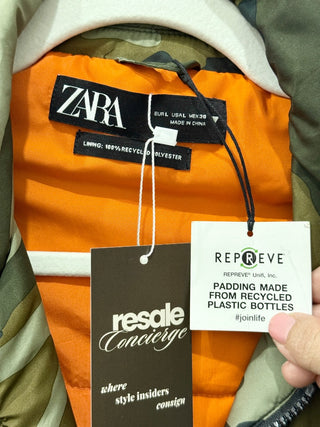 ZARA
EUR L USA L MEX 38
MADE IN CHINA
LINING: 100% RECYCLED POLYESTER
REPREVE
REPREVE® Unifi, Inc.
PADDING MADE
FROM RECYCLED
PLASTIC BOTTLES
#joinlife
resale
Concierge
where
style insiders
consign